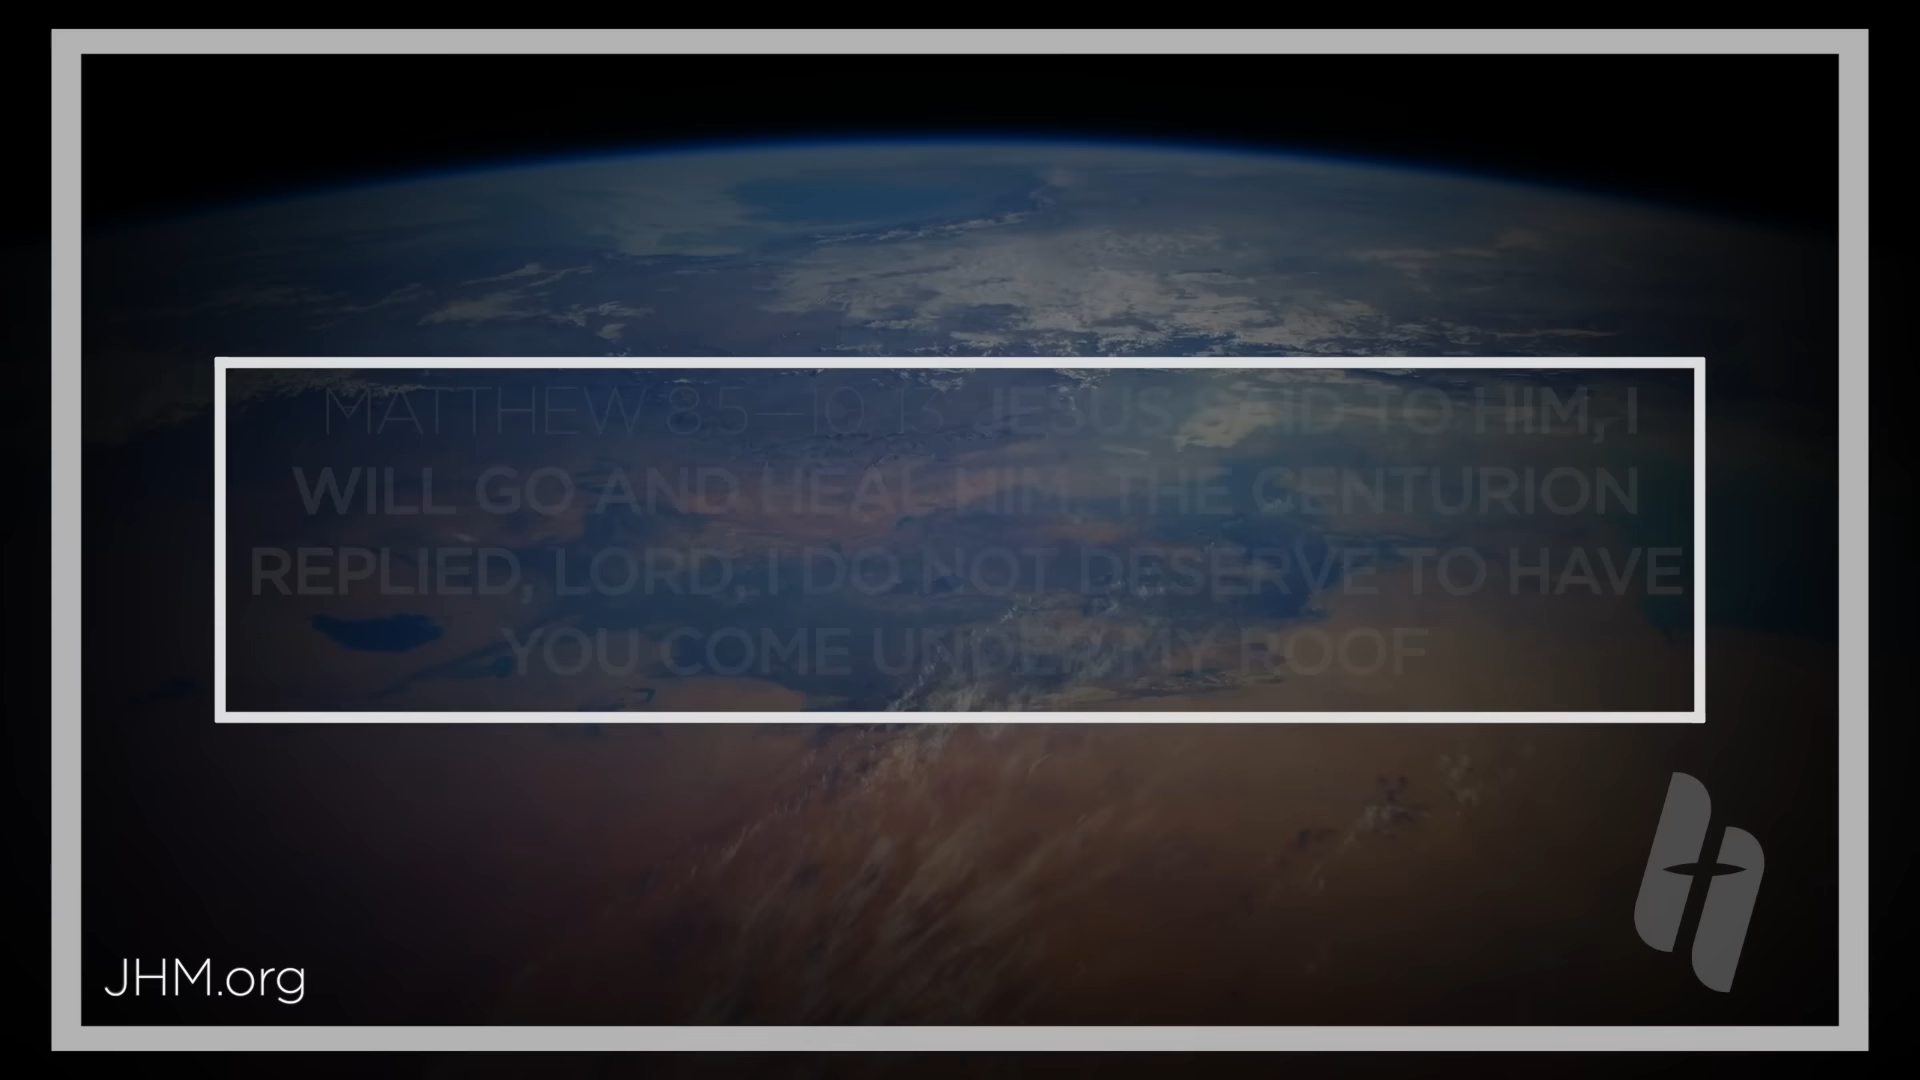 MATTHEW 8:5–10, 13 JESUS SAID TO HIM, I
WILL GO AND HEAL HIM. THE CENTURION
REPLIED, LORD, I DO NOT DESERVE TO HAVE
YOU COME UNDER MY ROOF
JHM.org